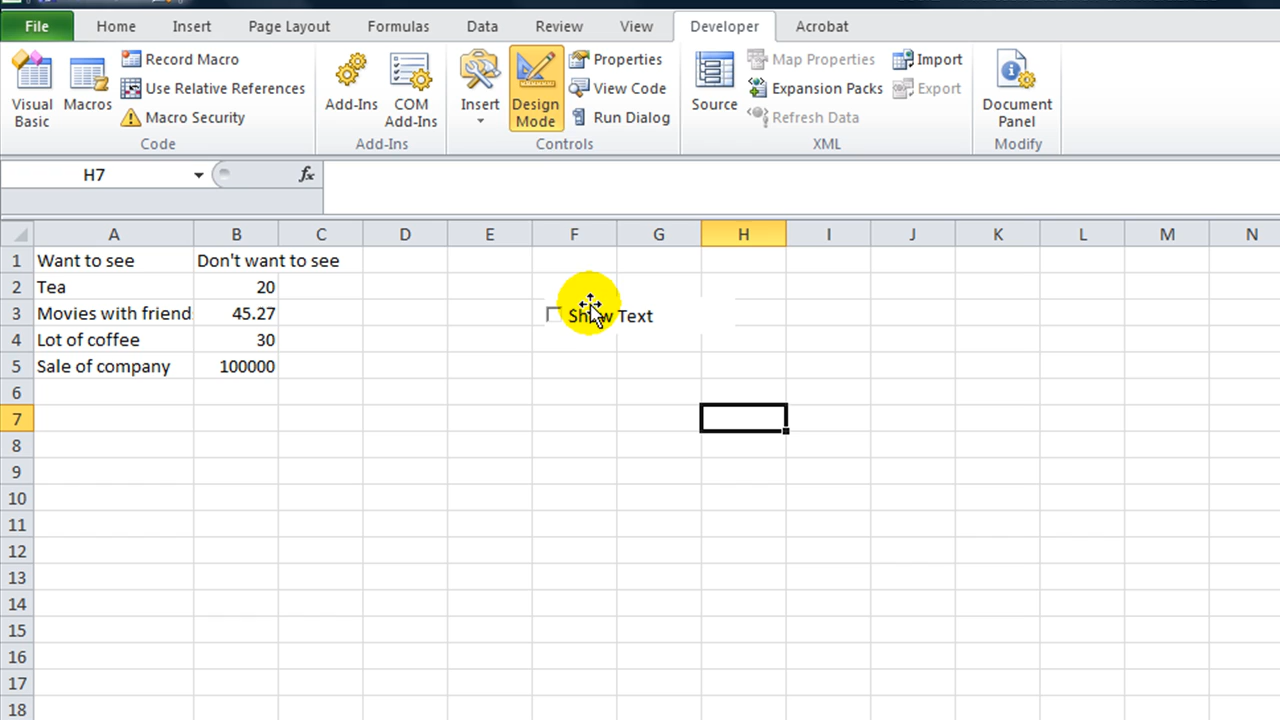 File Home Insert Page Layout Formulas Data Review View Developer Acrobat
Visual Basic
Macros
Record Macro
Use Relative References
Macro Security
Code
Add-Ins
COM Add-Ins
Add-Ins
Insert
Design Mode
Properties
View Code
Run Dialog
Controls
Source
Map Properties
Expansion Packs
Refresh Data
Import
Export
XML
Document Panel
Modify
H7 fx
A B C D E F G H I J K L M N
1 Want to see Don't want to see
2 Tea 20
3 Movies with friend 45.27 Show Text
4 Lot of coffee 30
5 Sale of company 100000
6
7
8
9
10
11
12
13
14
15
16
17
18